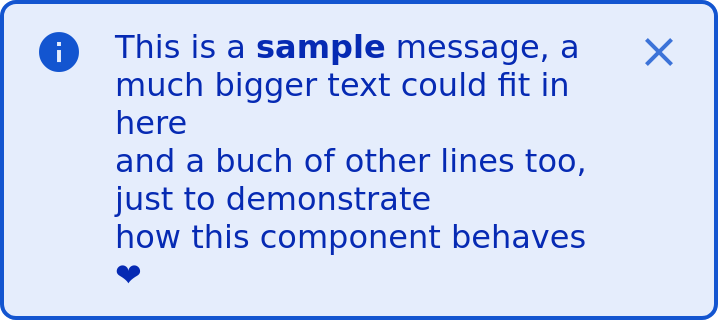 This is a sample message, a
much bigger text could fit in
here
and a buch of other lines too,
just to demonstrate
how this component behaves
❤